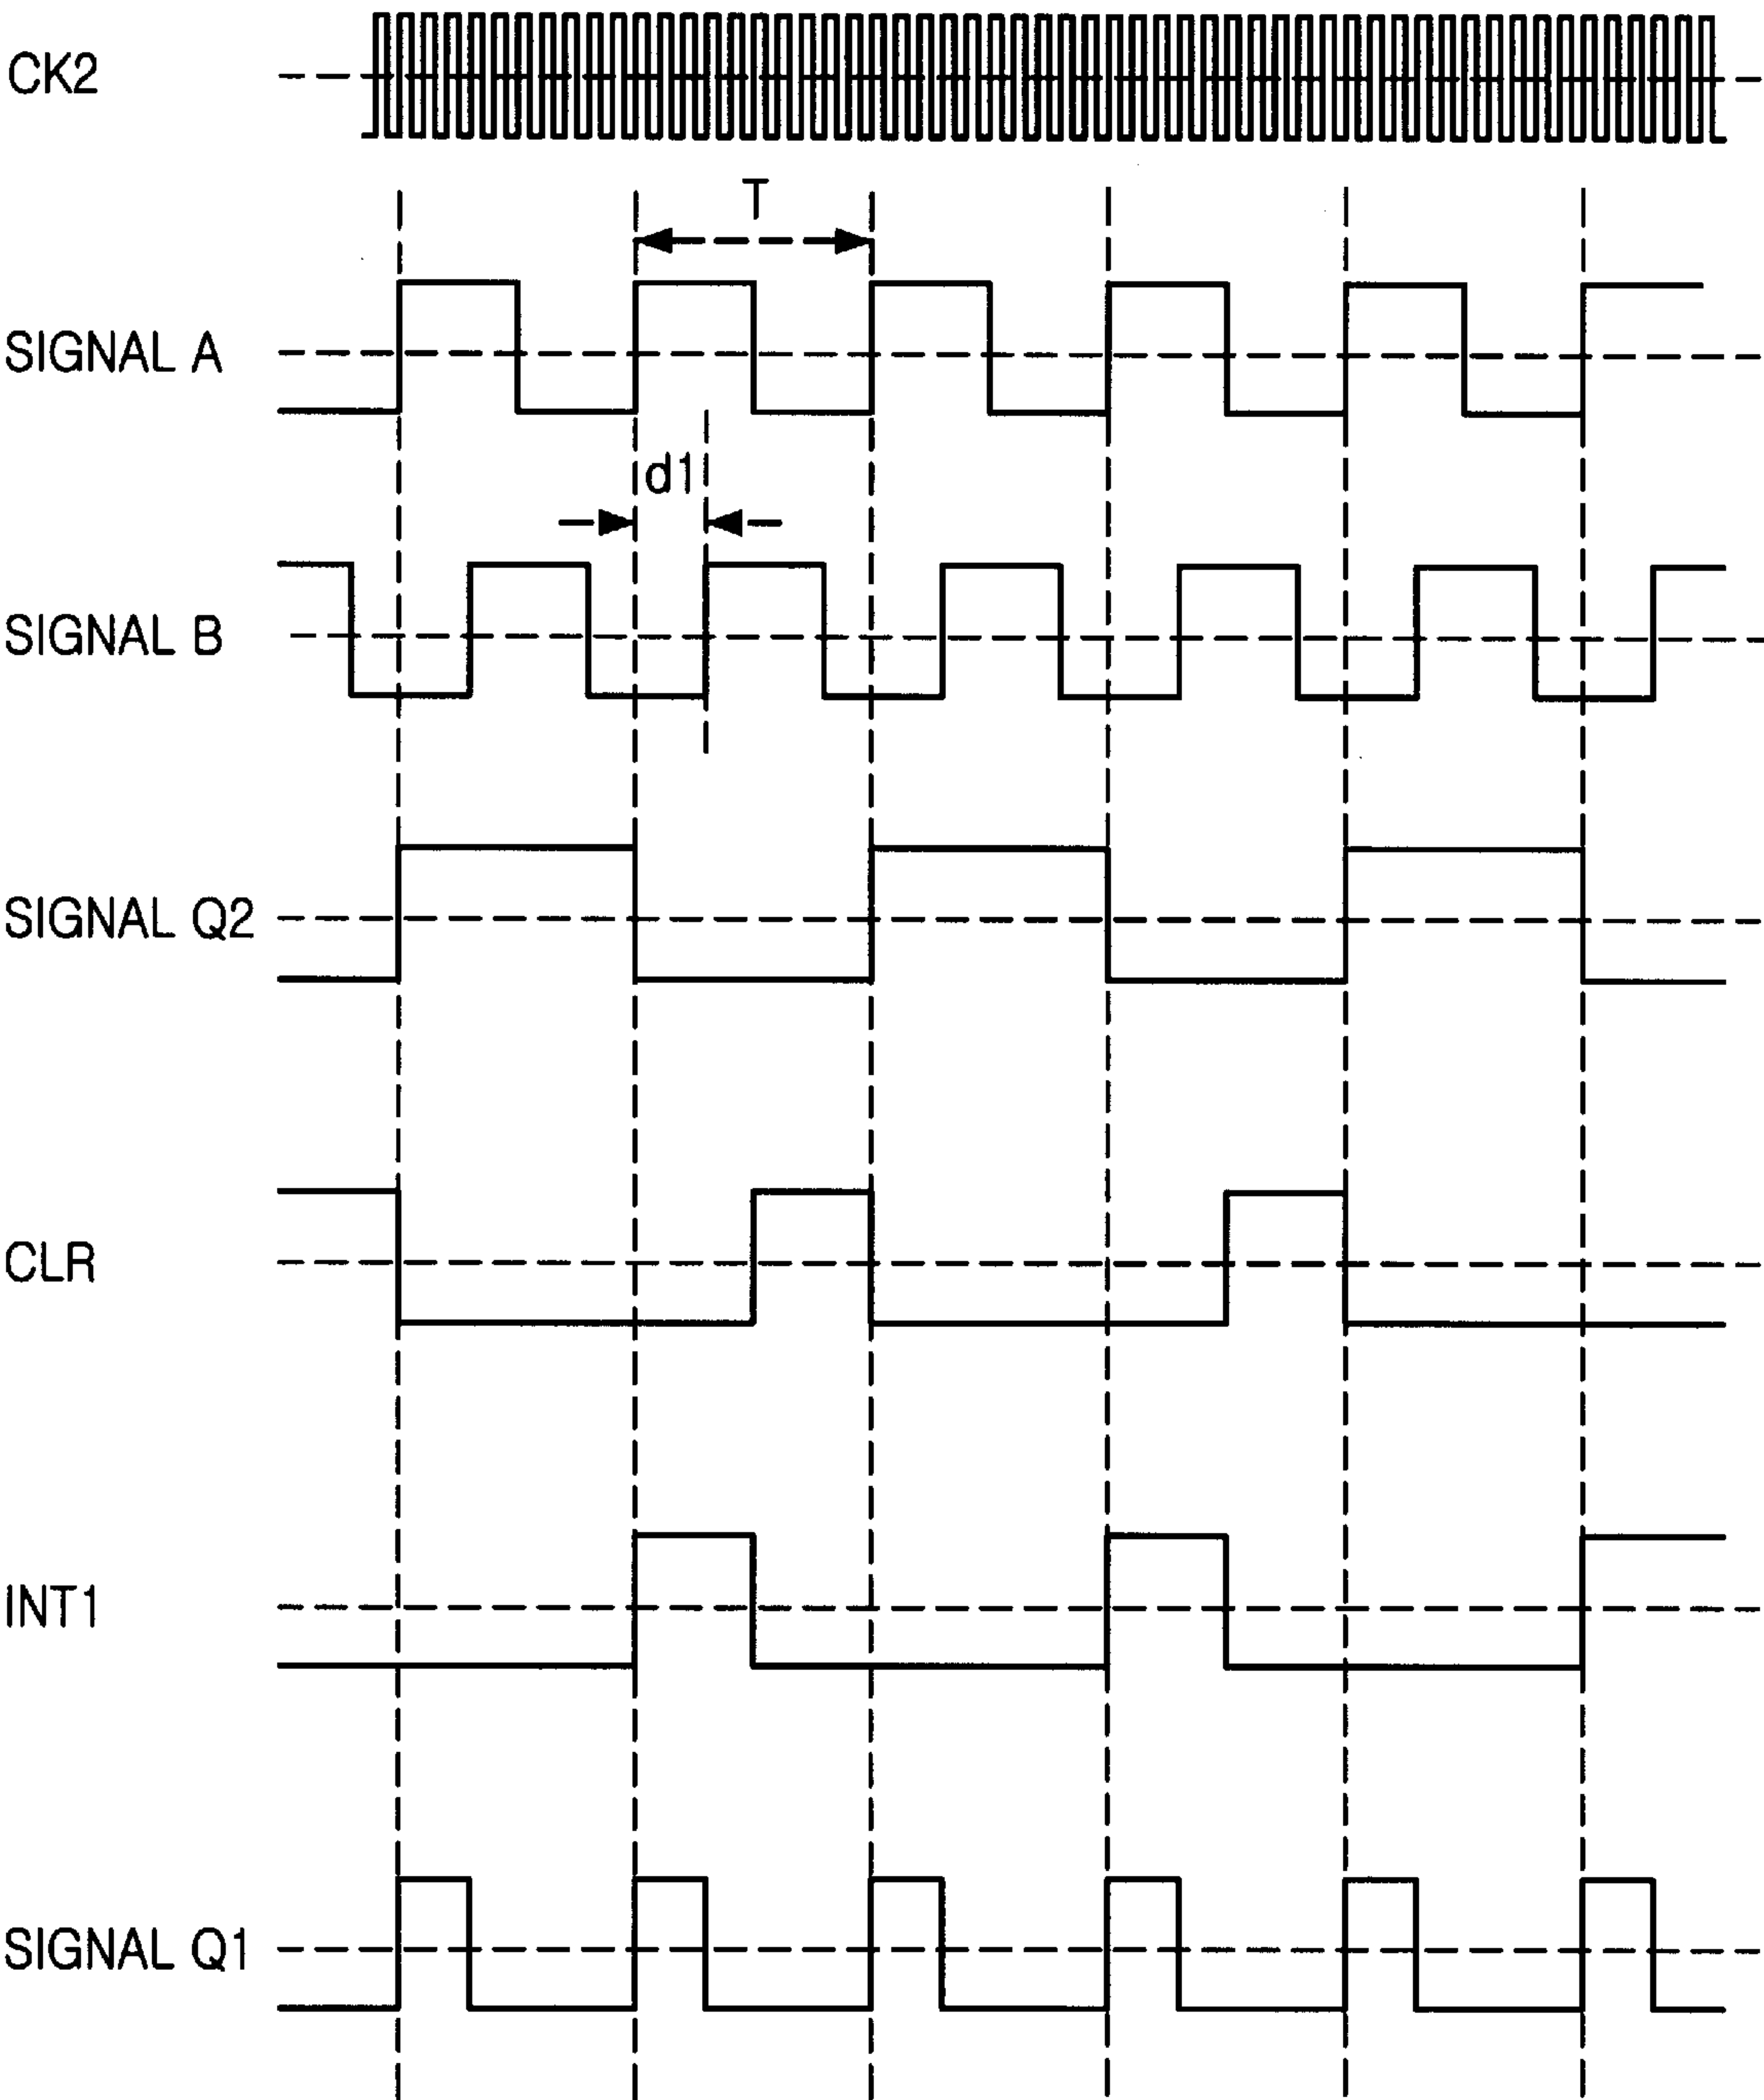 CK2
T
SIGNAL A
d1
SIGNAL B
SIGNAL Q2
CLR
INT1
SIGNAL Q1